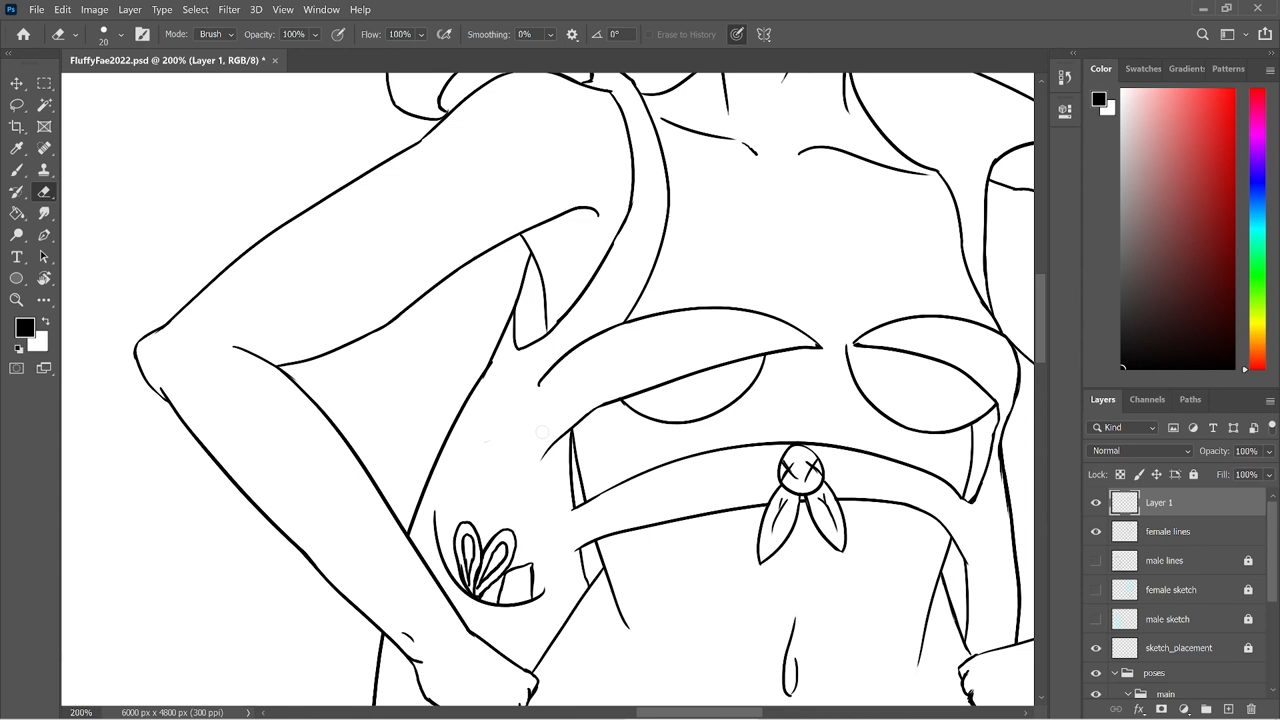 Ps File Edit Image Layer Type Select Filter 3D View Window Help
20 Mode: Brush Opacity: 100% Flow: 100% Smoothing: 0% 0° Erase to History
FluffyFae2022.psd @ 200% (Layer 1, RGB/8) * ×
Color Swatches Gradient: Patterns
Layers Channels Paths
Kind
Normal Opacity: 100%
Lock: Fill: 100%
Layer 1
female lines
male lines
female sketch
male sketch
sketch_placement
poses
main
200% 6000 px x 4800 px (300 ppi)